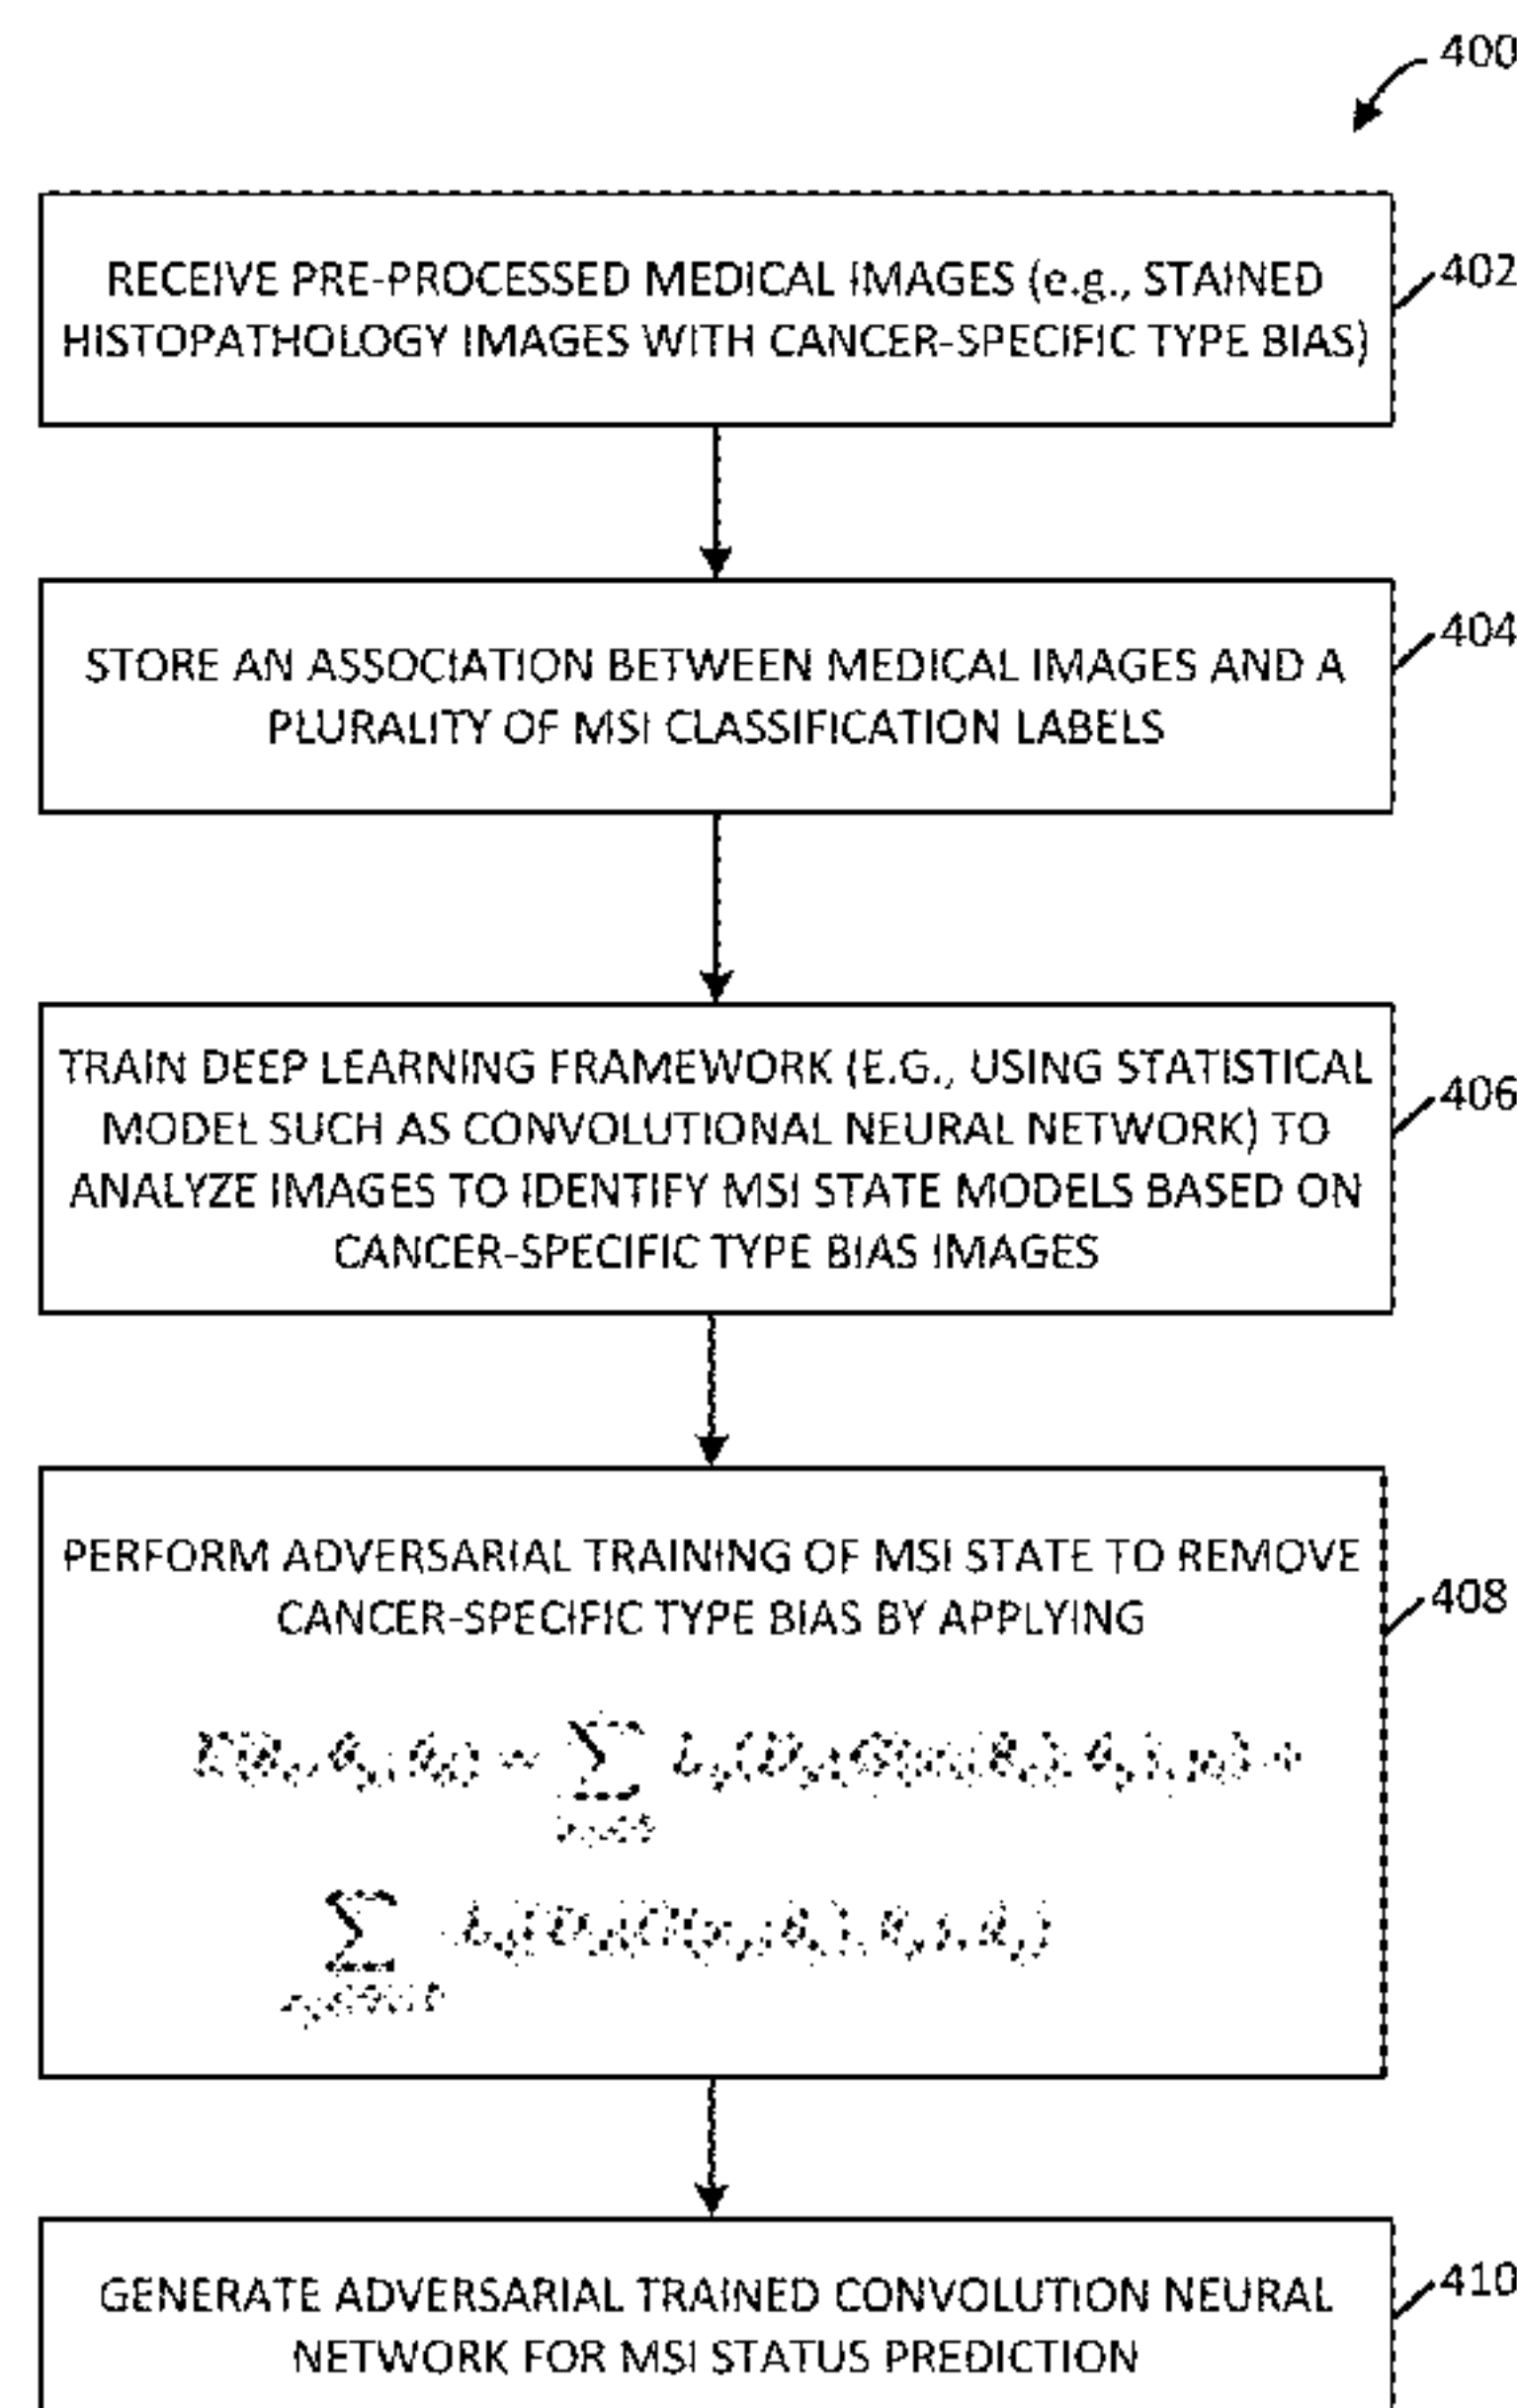 400
RECEIVE PRE-PROCESSED MEDICAL IMAGES (e.g., STAINED
HISTOPATHOLOGY IMAGES WITH CANCER-SPECIFIC TYPE BIAS)
402
STORE AN ASSOCIATION BETWEEN MEDICAL IMAGES AND A
PLURALITY OF MSI CLASSIFICATION LABELS
404
TRAIN DEEP LEARNING FRAMEWORK (E.G., USING STATISTICAL
MODEL SUCH AS CONVOLUTIONAL NEURAL NETWORK) TO
ANALYZE IMAGES TO IDENTIFY MSI STATE MODELS BASED ON
CANCER-SPECIFIC TYPE BIAS IMAGES
406
PERFORM ADVERSARIAL TRAINING OF MSI STATE TO REMOVE
CANCER-SPECIFIC TYPE BIAS BY APPLYING
408
GENERATE ADVERSARIAL TRAINED CONVOLUTION NEURAL
NETWORK FOR MSI STATUS PREDICTION
410